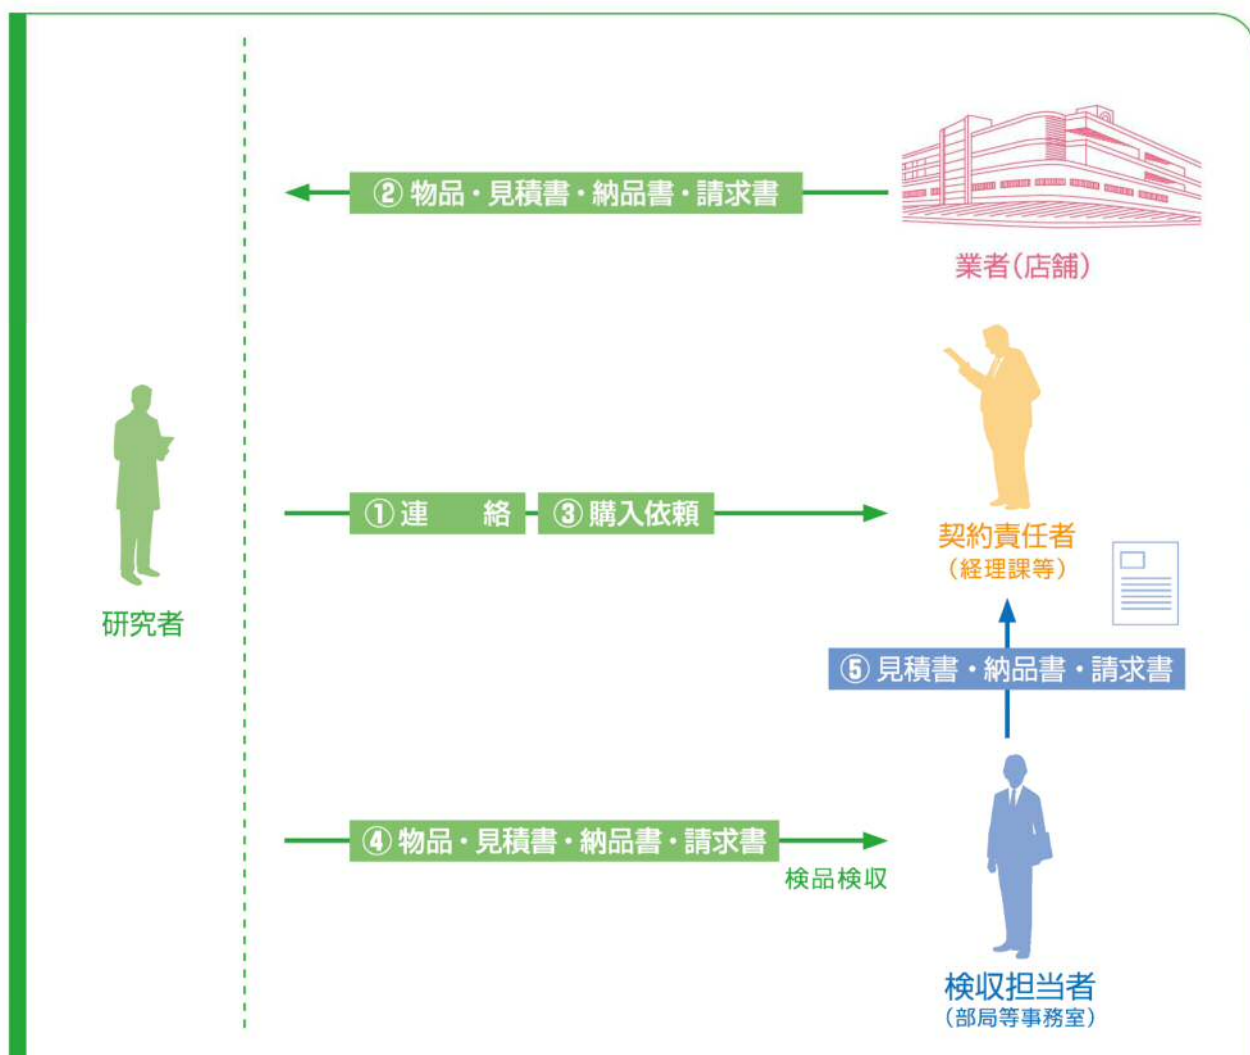 ② 物品・見積書・納品書・請求書
業者(店舗)
① 連　絡
③ 購入依頼
契約責任者
(経理課等)
研究者
⑤ 見積書・納品書・請求書
④ 物品・見積書・納品書・請求書
検品検収
検収担当者
(部局等事務室)